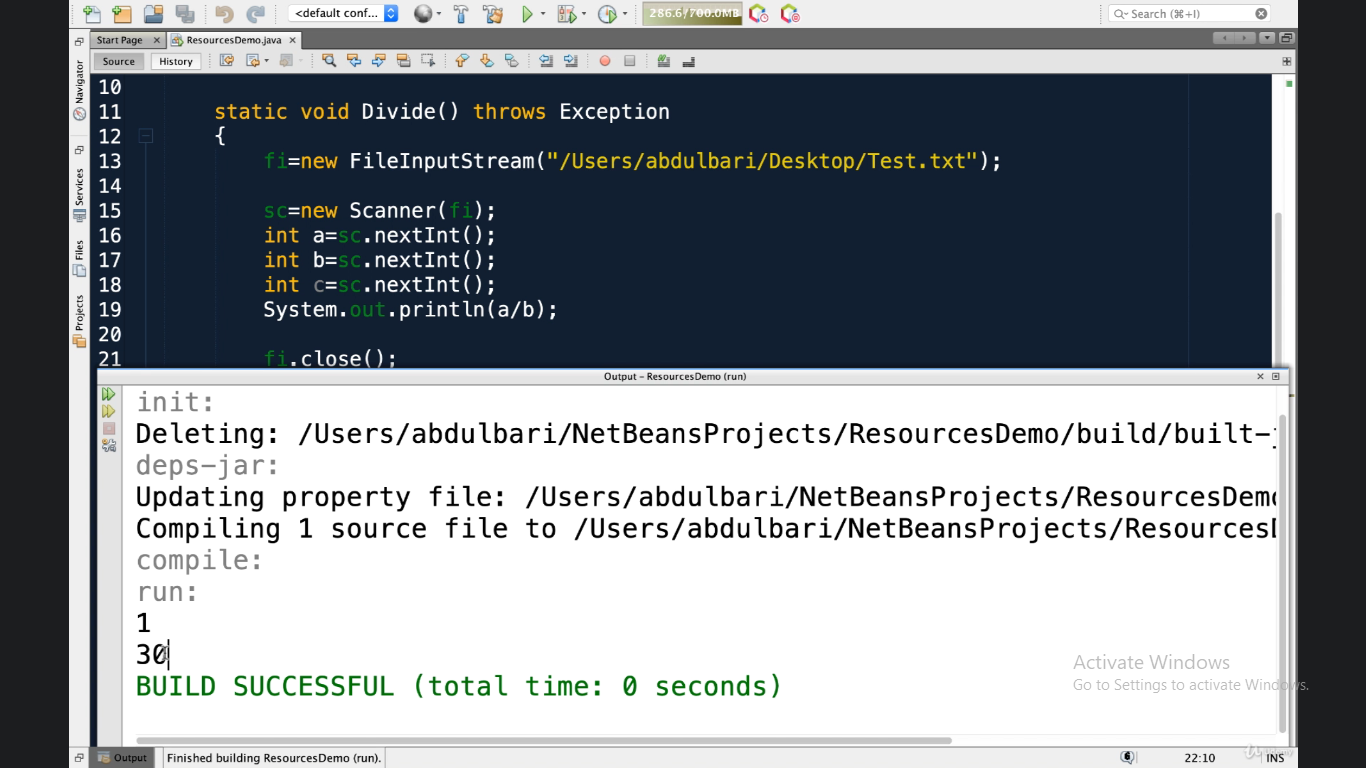 <default conf...
286.6/700.0MB
Search (⌘+I)
Start Page
ResourcesDemo.java
Source
History
Navigator
Services
Files
Projects
10
11 static void Divide() throws Exception
12 {
13 fi=new FileInputStream("/Users/abdulbari/Desktop/Test.txt");
14
15 sc=new Scanner(fi);
16 int a=sc.nextInt();
17 int b=sc.nextInt();
18 int c=sc.nextInt();
19 System.out.println(a/b);
20
21 fi.close();
Output - ResourcesDemo (run)
init:
Deleting: /Users/abdulbari/NetBeansProjects/ResourcesDemo/build/built-j
deps-jar:
Updating property file: /Users/abdulbari/NetBeansProjects/ResourcesDemo
Compiling 1 source file to /Users/abdulbari/NetBeansProjects/ResourcesD
compile:
run:
1
30
BUILD SUCCESSFUL (total time: 0 seconds)
Activate Windows
Go to Settings to activate Windows.
Output
Finished building ResourcesDemo (run).
6
22:10
INS